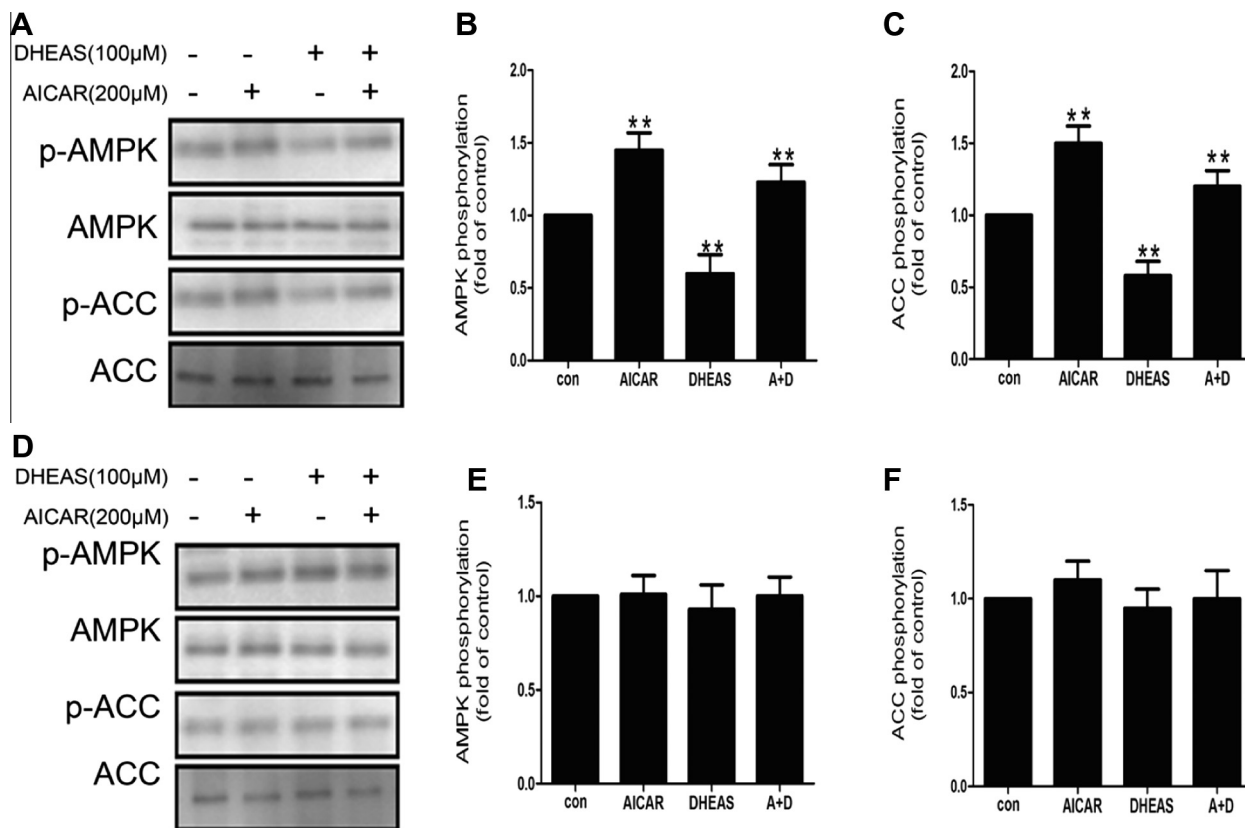 A
DHEAS(100µM) - - + +
AICAR(200µM) - + - +
p-AMPK
AMPK
p-ACC
ACC
B
AMPK phosphorylation
(fold of control)
2.0
1.5
1.0
0.5
0.0
**
**
**
con AICAR DHEAS A+D
C
ACC phosphorylation
(fold of control)
2.0
1.5
1.0
0.5
0.0
**
**
**
con AICAR DHEAS A+D
D
DHEAS(100µM) - - + +
AICAR(200µM) - + - +
p-AMPK
AMPK
p-ACC
ACC
E
AMPK phosphorylation
(fold of control)
1.5
1.0
0.5
0.0
con AICAR DHEAS A+D
F
ACC phosphorylation
(fold of control)
1.5
1.0
0.5
0.0
con AICAR DHEAS A+D